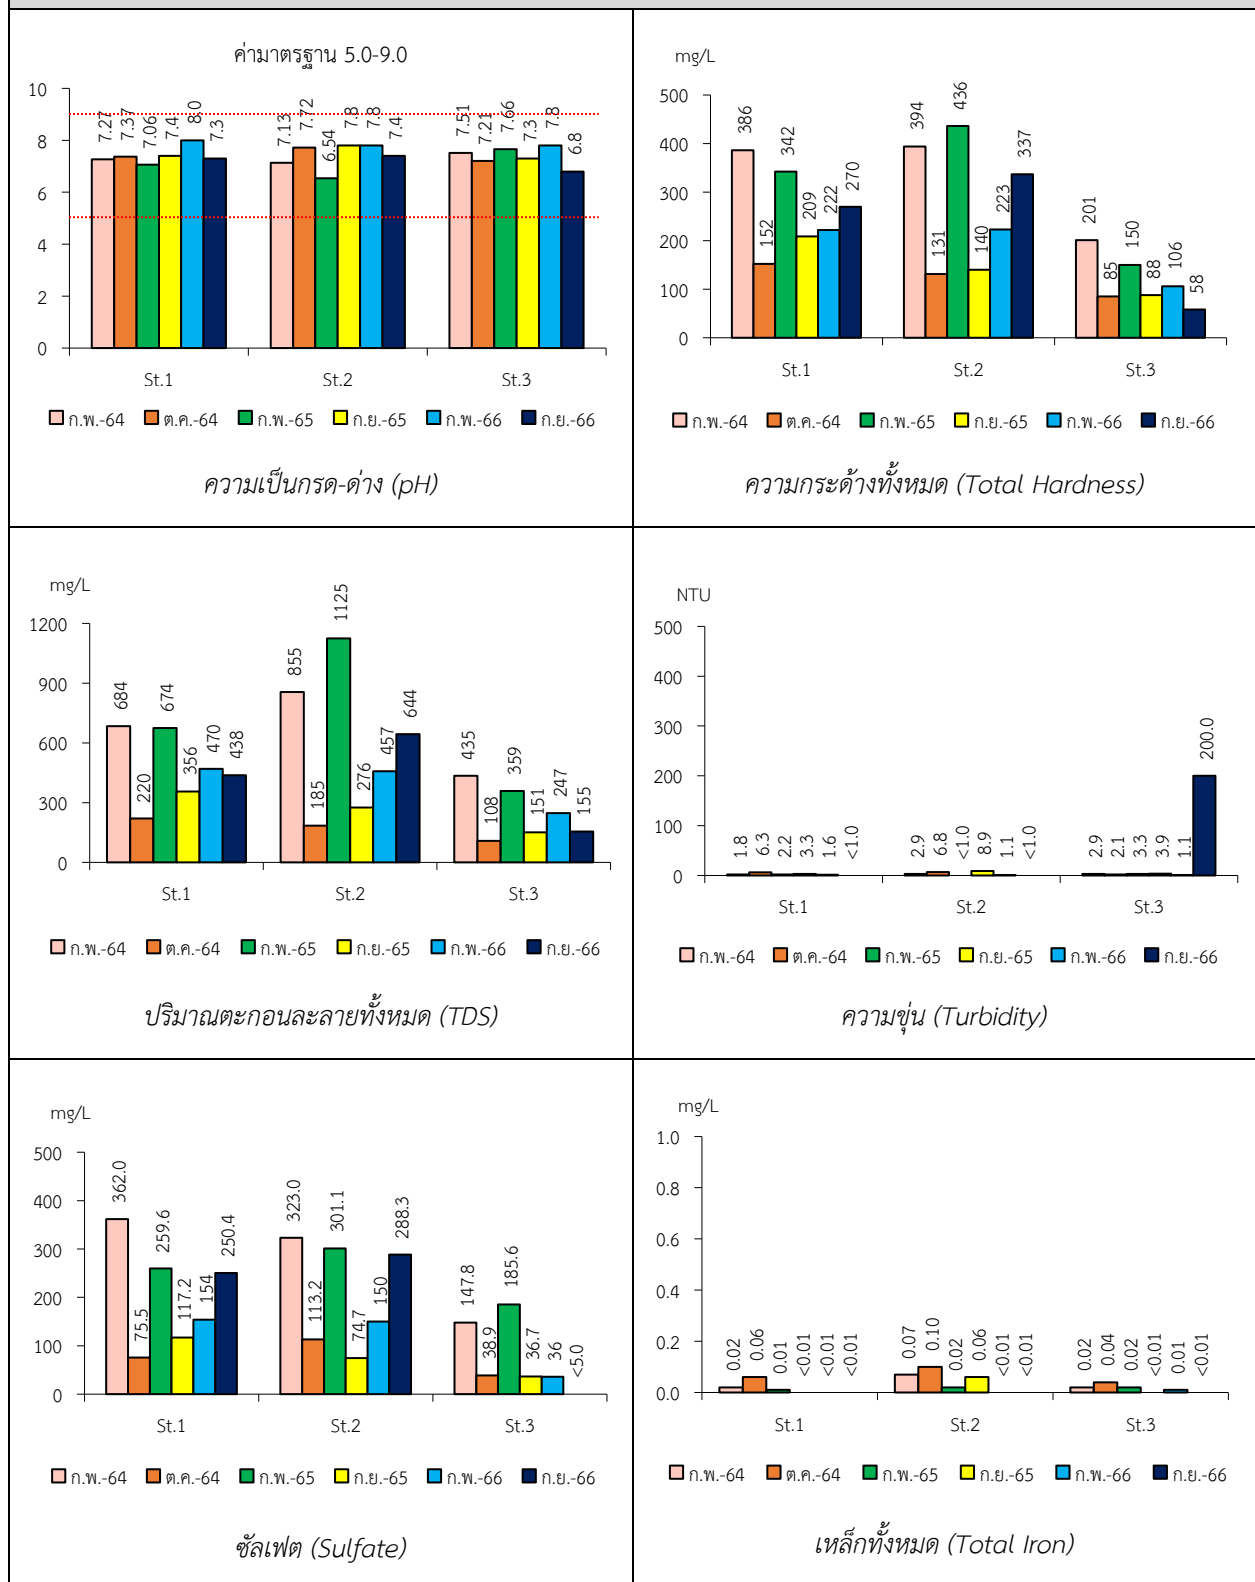 ค่ามาตรฐาน 5.0-9.0
10
8
6
4
2
0
7.27 7.37 7.06 7.4 8.0 7.3
7.13 7.72 6.54 7.8 7.8 7.4
7.51 7.21 7.66 7.3 7.8 6.8
St.1 St.2 St.3
ก.พ.-64 ต.ค.-64 ก.พ.-65 ก.ย.-65 ก.พ.-66 ก.ย.-66
ความเป็นกรด-ด่าง (pH)
mg/L
500
400
300
200
100
0
386 152 342 209 222 270
394 131 436 140 223 337
201 85 150 88 106 58
St.1 St.2 St.3
ก.พ.-64 ต.ค.-64 ก.พ.-65 ก.ย.-65 ก.พ.-66 ก.ย.-66
ความกระด้างทั้งหมด (Total Hardness)
mg/L
1200
900
600
300
0
684 220 674 356 470 438
855 185 1125 276 457 644
435 108 359 151 247 155
St.1 St.2 St.3
ก.พ.-64 ต.ค.-64 ก.พ.-65 ก.ย.-65 ก.พ.-66 ก.ย.-66
ปริมาณตะกอนละลายทั้งหมด (TDS)
NTU
500
400
300
200
100
0
1.8 6.3 2.2 3.3 1.6 <1.0
2.9 6.8 <1.0 8.9 1.1 <1.0
2.9 2.1 3.3 3.9 1.1 200.0
St.1 St.2 St.3
ก.พ.-64 ต.ค.-64 ก.พ.-65 ก.ย.-65 ก.พ.-66 ก.ย.-66
ความขุ่น (Turbidity)
mg/L
500
400
300
200
100
0
362.0 75.5 259.6 117.2 154 250.4
323.0 113.2 301.1 74.7 150 288.3
147.8 38.9 185.6 36.7 36 <5.0
St.1 St.2 St.3
ก.พ.-64 ต.ค.-64 ก.พ.-65 ก.ย.-65 ก.พ.-66 ก.ย.-66
ซัลเฟต (Sulfate)
mg/L
1.0
0.8
0.6
0.4
0.2
0.0
0.02 0.06 0.01 <0.01 <0.01 <0.01
0.07 0.10 0.02 0.06 <0.01 <0.01
0.02 0.04 0.02 <0.01 0.01 <0.01
St.1 St.2 St.3
ก.พ.-64 ต.ค.-64 ก.พ.-65 ก.ย.-65 ก.พ.-66 ก.ย.-66
เหล็กทั้งหมด (Total Iron)